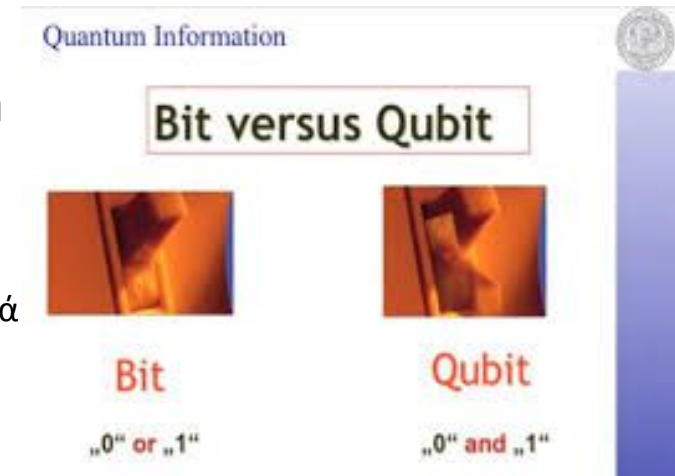 Quantum Information
Bit versus Qubit
ά
Bit
Qubit
„0“ or „1“
„0“ and „1“